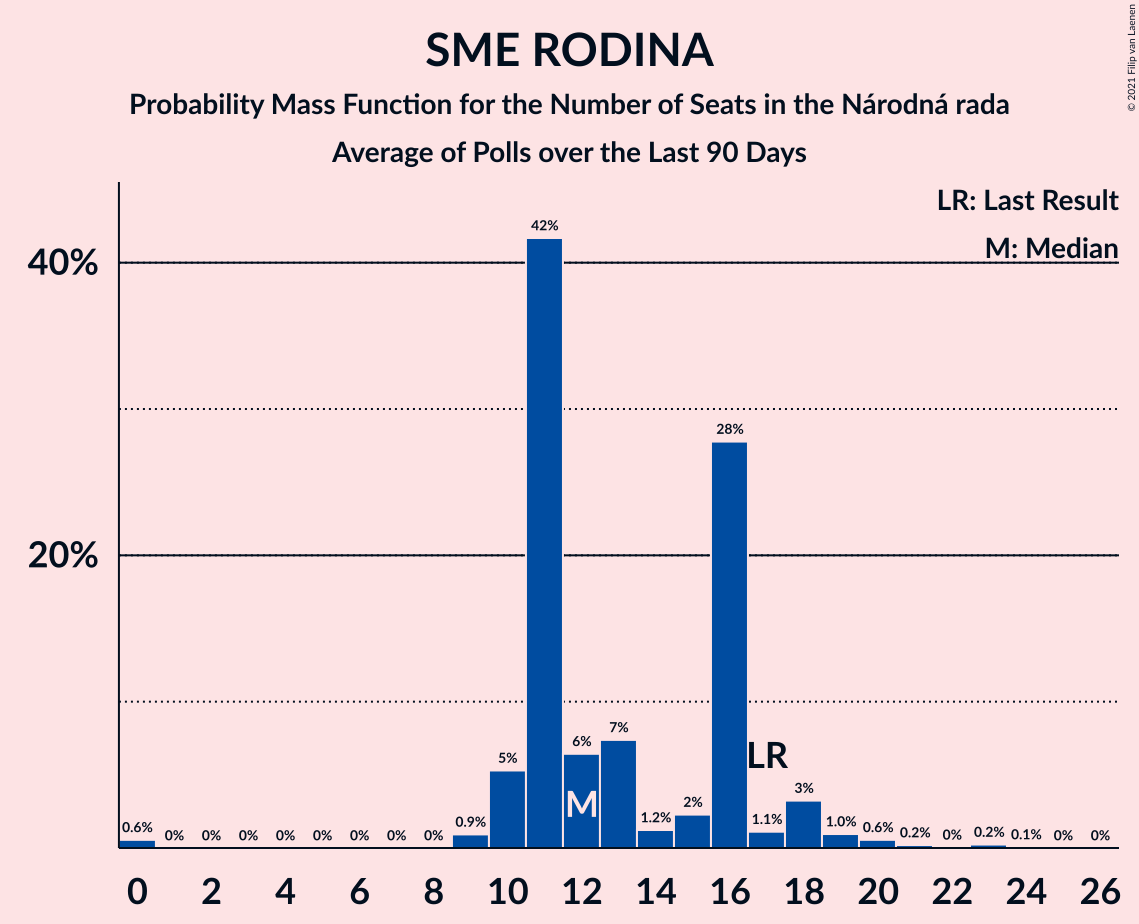 SME RODINA
Probability Mass Function for the Number of Seats in the Národná rada
Average of Polls over the Last 90 Days
© 2021 Filip van Laenen
LR: Last Result
M: Median
40%
20%
0.6% 0% 0% 0% 0% 0% 0% 0% 0% 0.9% 5% 42% 6% 7% 1.2% 2% 28% 1.1% 3% 1.0% 0.6% 0.2% 0% 0.2% 0.1% 0% 0%
LR
M
0 2 4 6 8 10 12 14 16 18 20 22 24 26